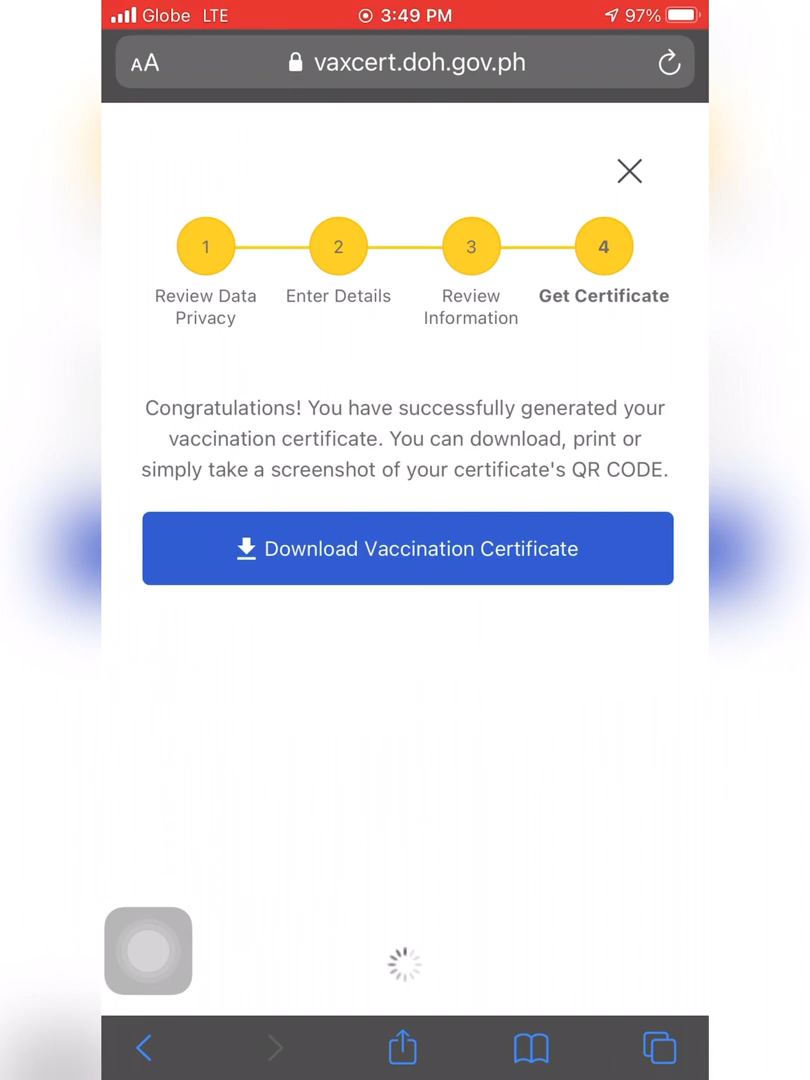 Globe LTE 3:49 PM 97%
AA vaxcert.doh.gov.ph
1 2 3 4
Review Data Enter Details Review Get Certificate
Privacy Information
Congratulations! You have successfully generated your
vaccination certificate. You can download, print or
simply take a screenshot of your certificate's QR CODE.
Download Vaccination Certificate